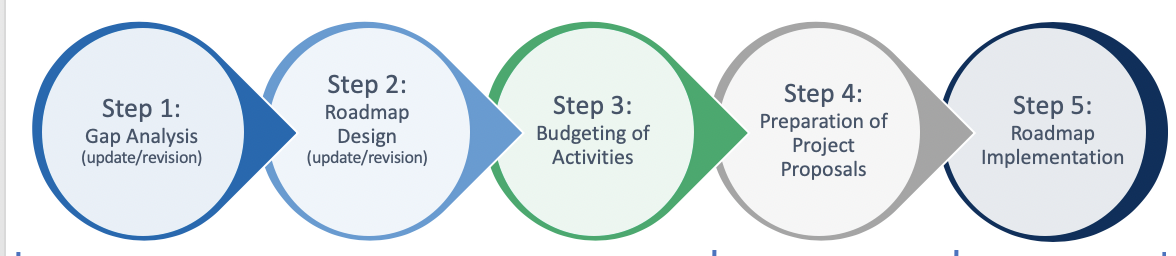 Step 1:
Gap Analysis
(update/revision)
Step 2:
Roadmap
Design
(update/revision)
Step 3:
Budgeting of
Activities
Step 4:
Preparation of
Project
Proposals
Step 5:
Roadmap
Implementation